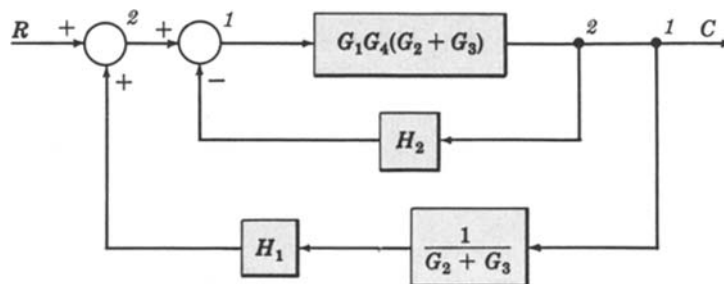 R + 2 + 1 G₁G₄(G₂ + G₃) 2 1 C
+ −
H₂
H₁ 1 / (G₂ + G₃)